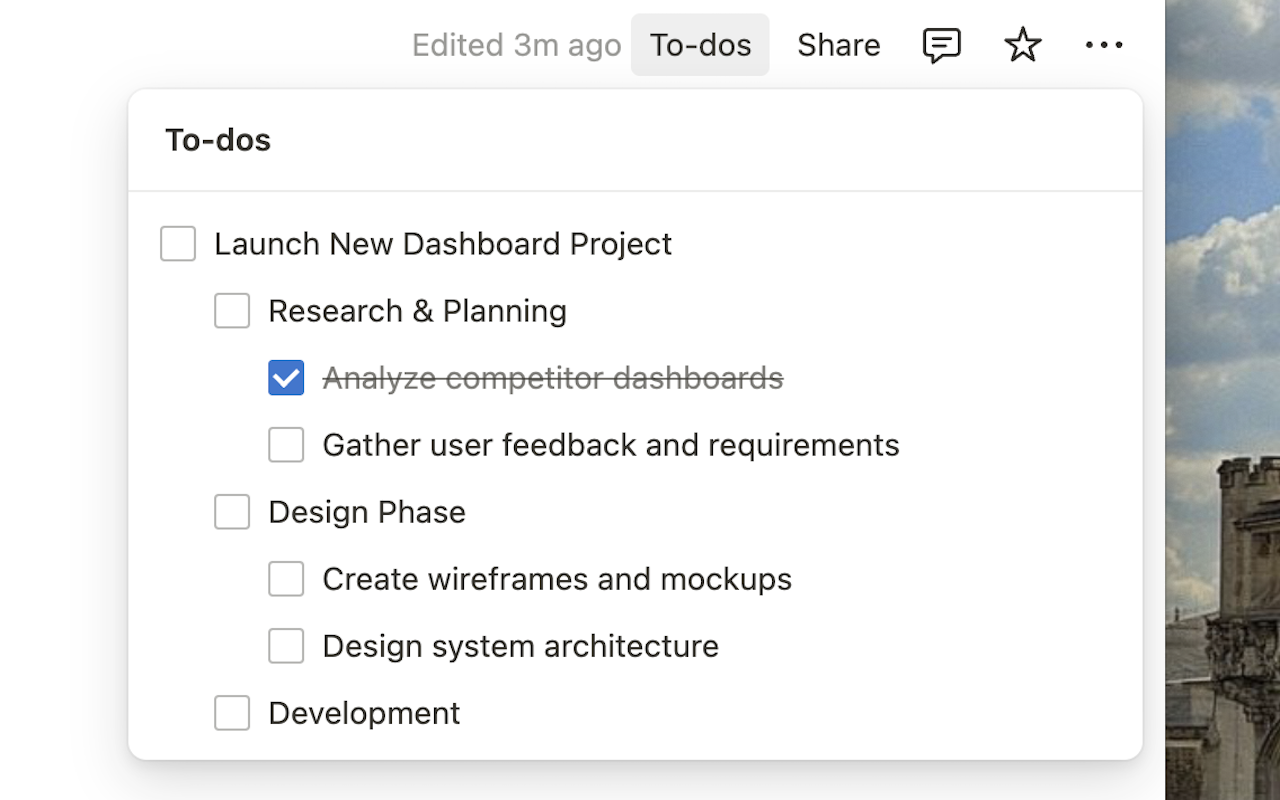 Edited 3m ago To-dos Share
To-dos
Launch New Dashboard Project
Research & Planning
Analyze competitor dashboards
Gather user feedback and requirements
Design Phase
Create wireframes and mockups
Design system architecture
Development